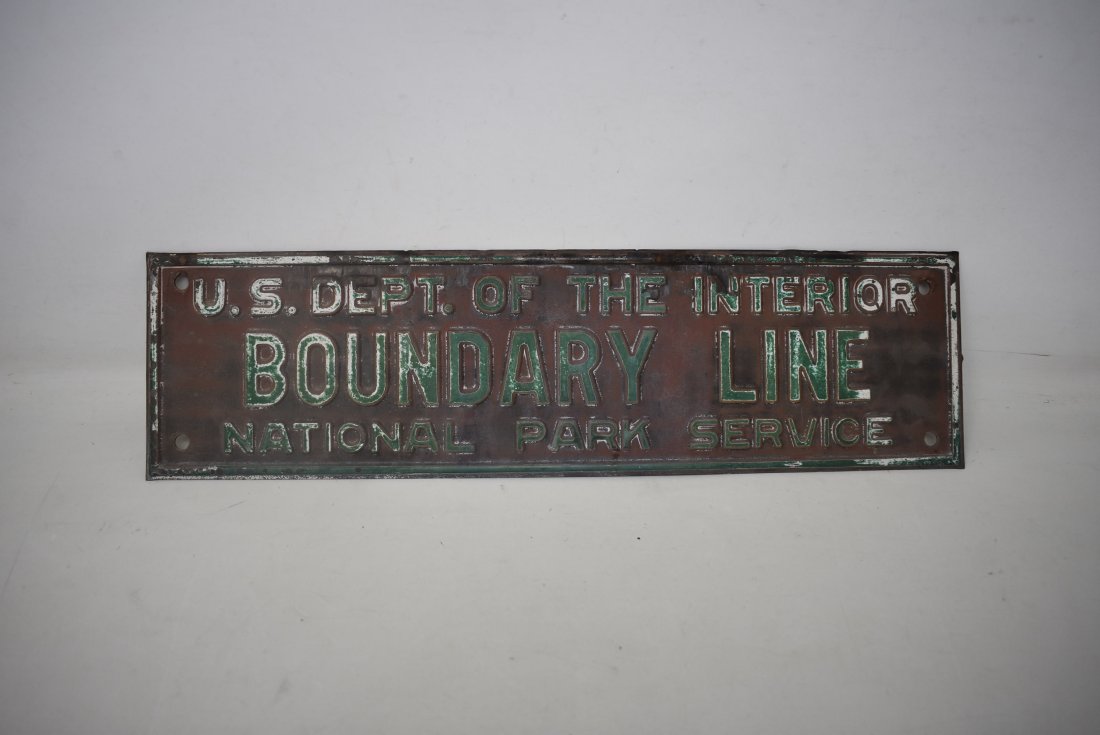 U.S. DEPT. OF THE INTERIOR
BOUNDARY LINE
NATIONAL PARK SERVICE